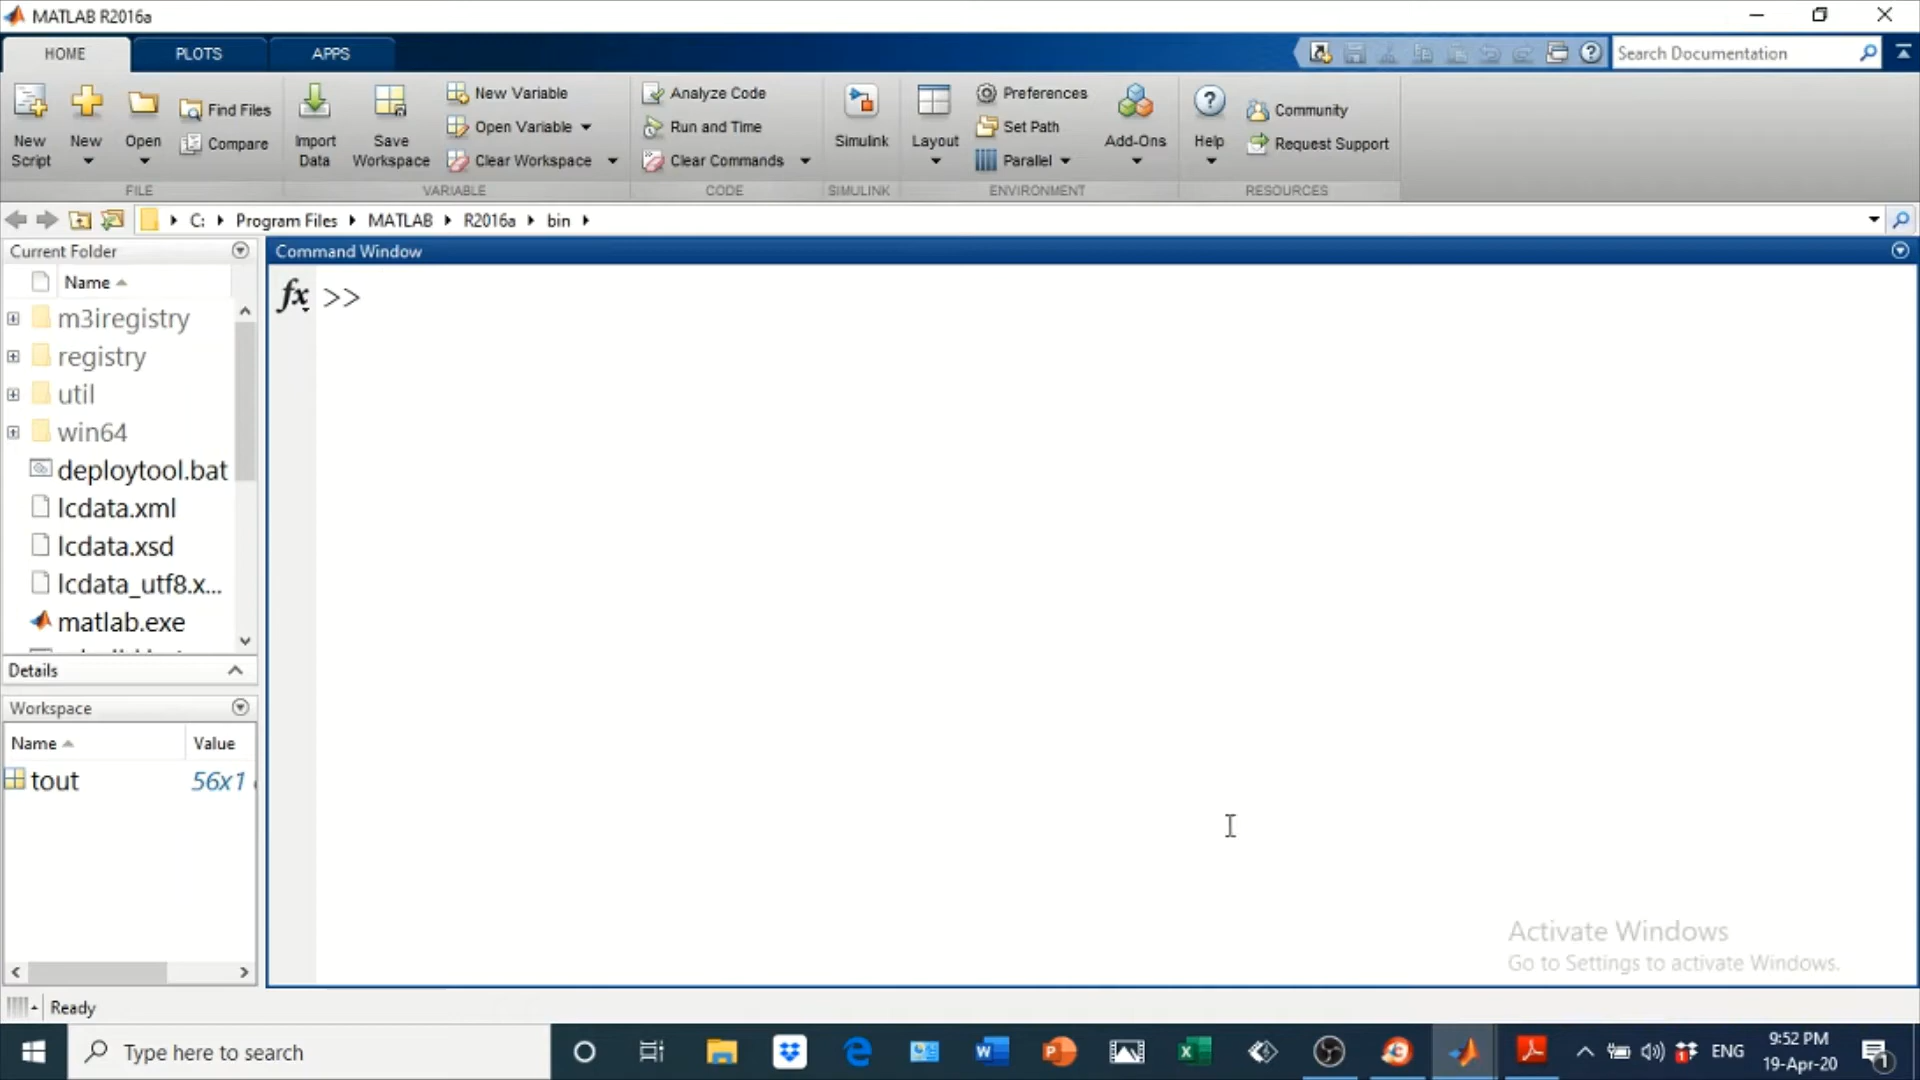 MATLAB R2016a
HOME
PLOTS
APPS
Search Documentation
New Script
New
Open
Find Files
Compare
Import Data
Save Workspace
New Variable
Open Variable
Clear Workspace
Analyze Code
Run and Time
Clear Commands
Simulink
Layout
Preferences
Set Path
Parallel
Add-Ons
Help
Community
Request Support
FILE
VARIABLE
CODE
SIMULINK
ENVIRONMENT
RESOURCES
C: Program Files MATLAB R2016a bin
Current Folder
Name
m3iregistry
registry
util
win64
deploytool.bat
lcdata.xml
lcdata.xsd
lcdata_utf8.x...
matlab.exe
Details
Workspace
Name Value
tout 56x1
Command Window
fx >>
Activate Windows
Go to Settings to activate Windows.
Ready
Type here to search
ENG
9:52 PM
19-Apr-20
1